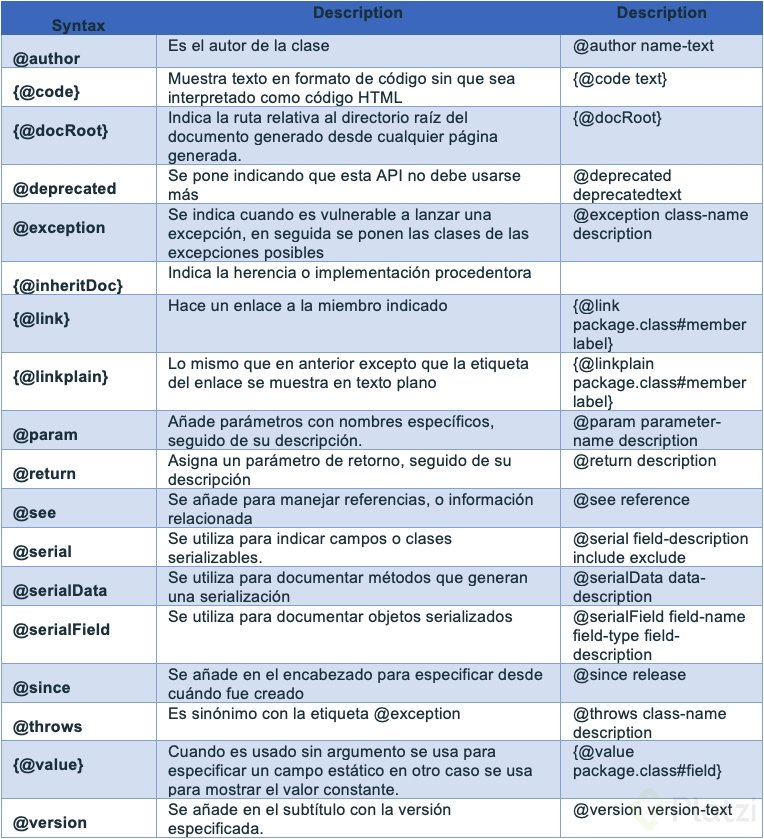 Syntax Description Description
@author Es el autor de la clase @author name-text
{@code} Muestra texto en formato de código sin que sea {@code text}
interpretado como código HTML
{@docRoot} Indica la ruta relativa al directorio raíz del {@docRoot}
documento generado desde cualquier página
generada.
@deprecated Se pone indicando que esta API no debe usarse @deprecated
más deprecatedtext
@exception Se indica cuando es vulnerable a lanzar una @exception class-name
excepción, en seguida se ponen las clases de las description
excepciones posibles
{@inheritDoc} Indica la herencia o implementación procedentora
{@link} Hace un enlace a la miembro indicado {@link
package.class#member
label}
{@linkplain} Lo mismo que en anterior excepto que la etiqueta {@linkplain
del enlace se muestra en texto plano package.class#member
label}
@param Añade parámetros con nombres específicos, @param parameter-
seguido de su descripción. name description
@return Asigna un parámetro de retorno, seguido de su @return description
descripción
@see Se añade para manejar referencias, o información @see reference
relacionada
@serial Se utiliza para indicar campos o clases @serial field-description
serializables. include exclude
@serialData Se utiliza para documentar métodos que generan @serialData data-
una serialización description
@serialField Se utiliza para documentar objetos serializados @serialField field-name
field-type field-
description
@since Se añade en el encabezado para especificar desde @since release
cuándo fue creado
@throws Es sinónimo con la etiqueta @exception @throws class-name
description
{@value} Cuando es usado sin argumento se usa para {@value
especificar un campo estático en otro caso se usa package.class#field}
para mostrar el valor constante.
@version Se añade en el subtítulo con la versión @version version-text
especificada.
Platzi